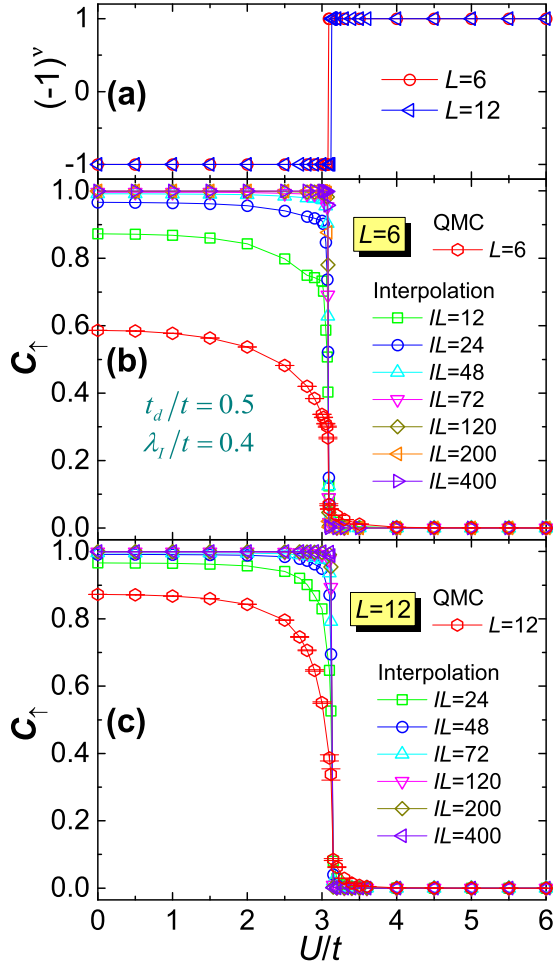 1
0
-1
(-1)^ν
(a)
L=6
L=12
1.0
0.8
0.6
0.4
0.2
0.0
C↑
(b)
L=6
QMC
L=6
Interpolation
IL=12
IL=24
IL=48
IL=72
IL=120
IL=200
IL=400
t_d/t = 0.5
λ_I/t = 0.4
1.0
0.8
0.6
0.4
0.2
0.0
C↑
(c)
L=12
QMC
L=12
Interpolation
IL=24
IL=48
IL=72
IL=120
IL=200
IL=400
0 1 2 3 4 5 6
U/t